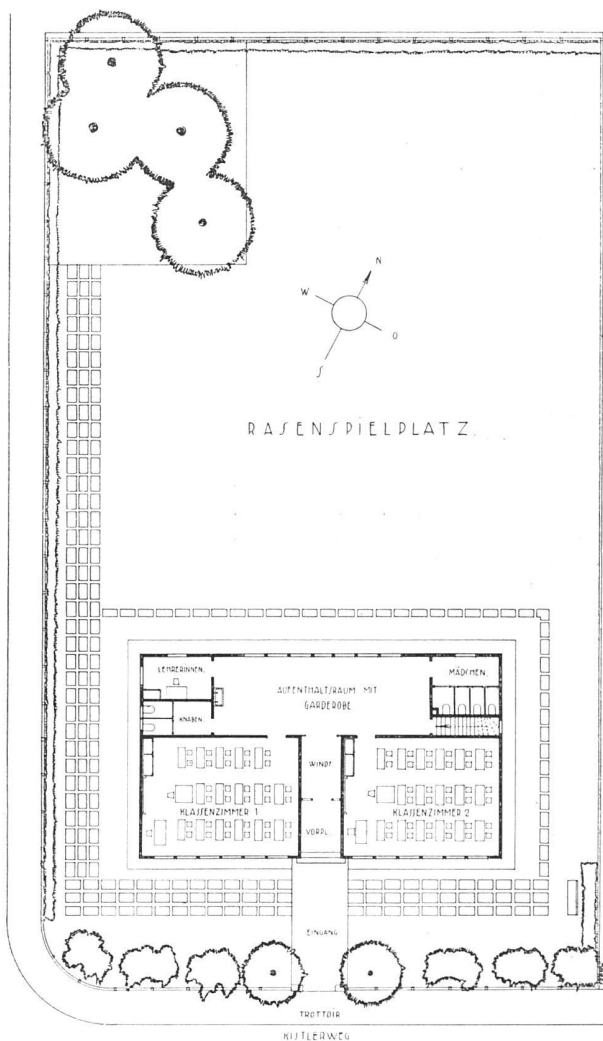 N
W
O
S
RASENSPIELPLATZ
LEHRERINNEN.
MÄDCHEN
AUFENTHALTSRAUM MIT
GARDEROBE
KNABEN
WINDF.
KLASSENZIMMER 1
KLASSENZIMMER 2
VORPL.
EINGANG
TROTTOIR
KISTLERWEG